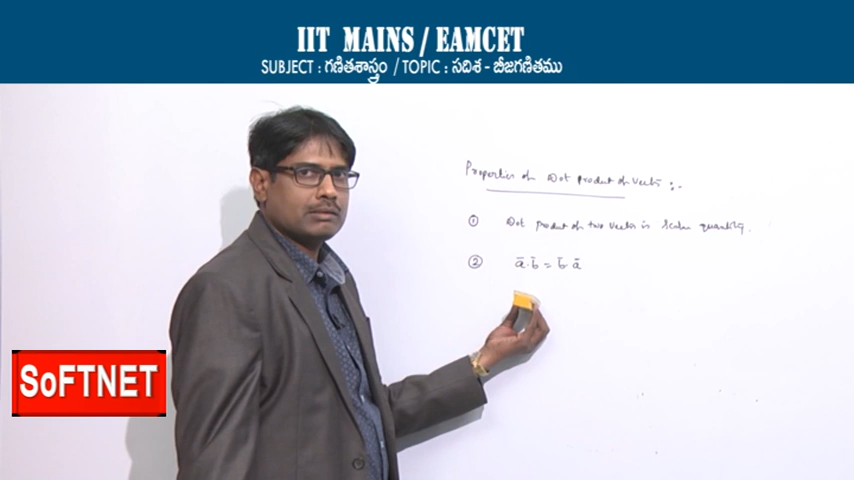 IIT MAINS / EAMCET
SUBJECT : గణితశాస్త్రం / TOPIC : సదిశ - బీజగణితము
Properties of Dot product of vectors :-
① Dot product of two vectors is scalar quantity.
② a̅.b̅ = b̅.a̅
SoFTNET